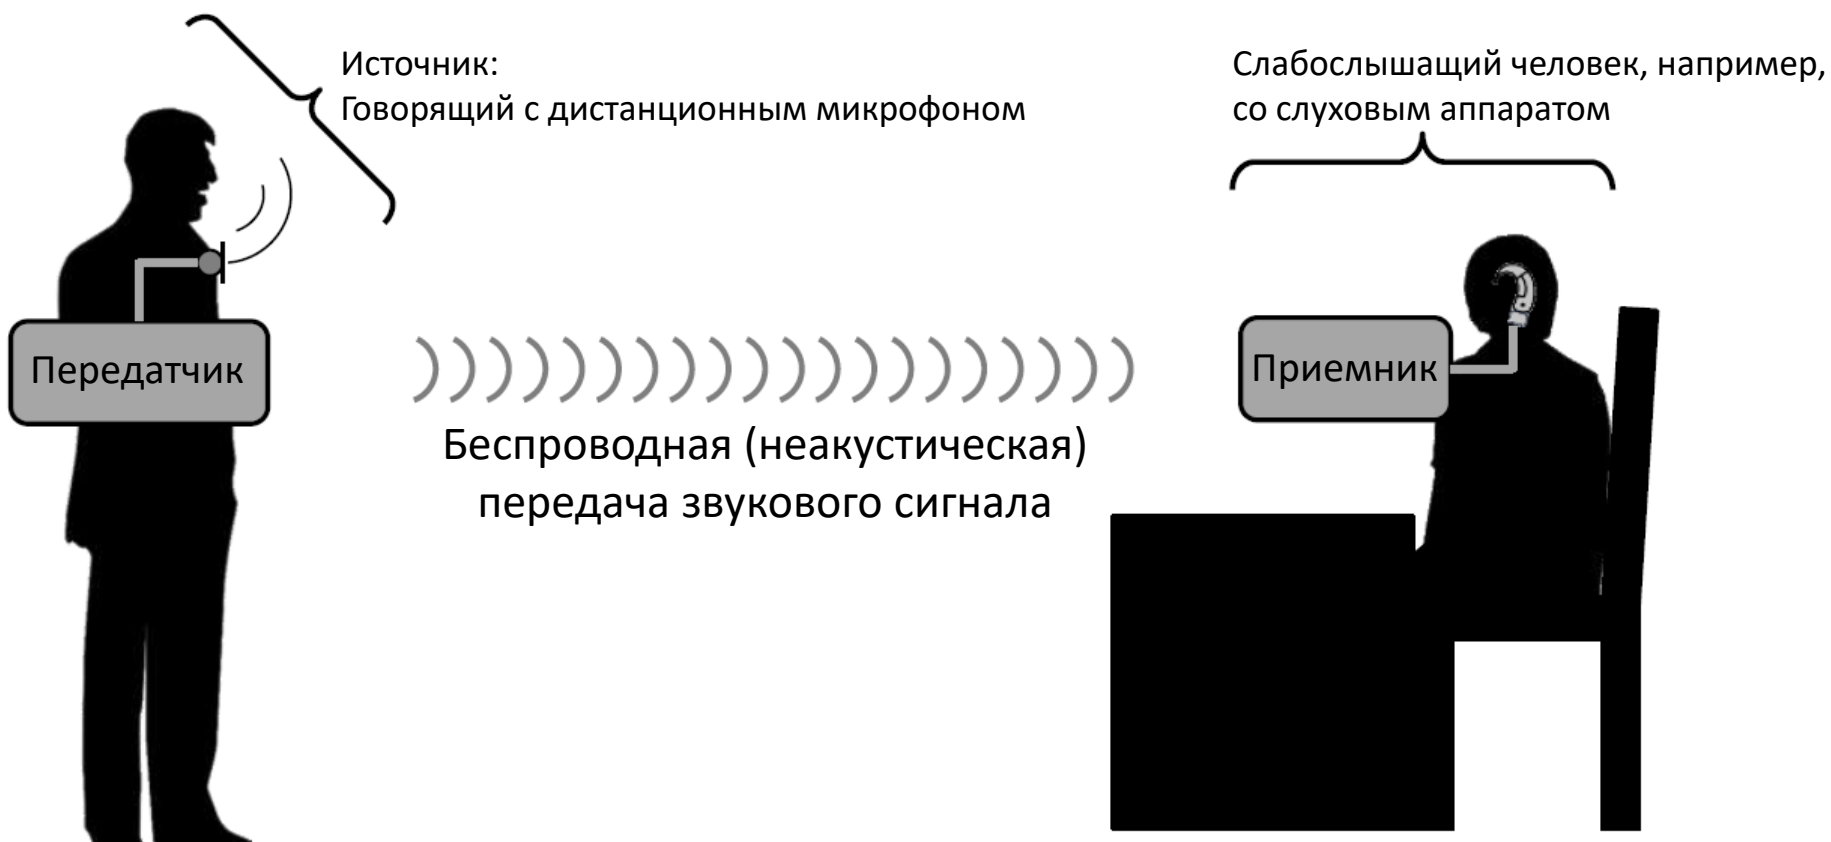 Источник:
Говорящий с дистанционным микрофоном
Слабослышащий человек, например,
со слуховым аппаратом
Передатчик
Приемник
Беспроводная (неакустическая)
передача звукового сигнала